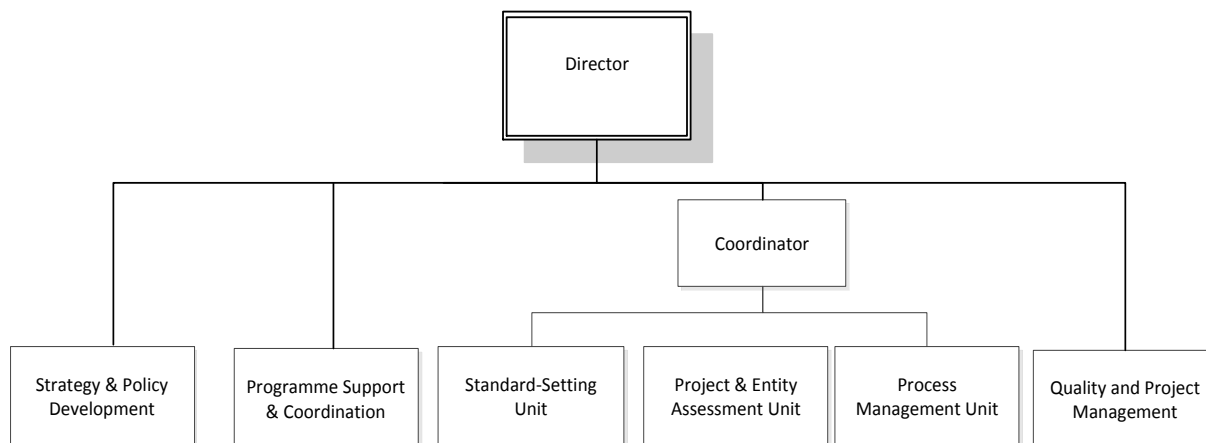 Director
Coordinator
Strategy & Policy
Development
Programme Support
& Coordination
Standard-Setting
Unit
Project & Entity
Assessment Unit
Process
Management Unit
Quality and Project
Management